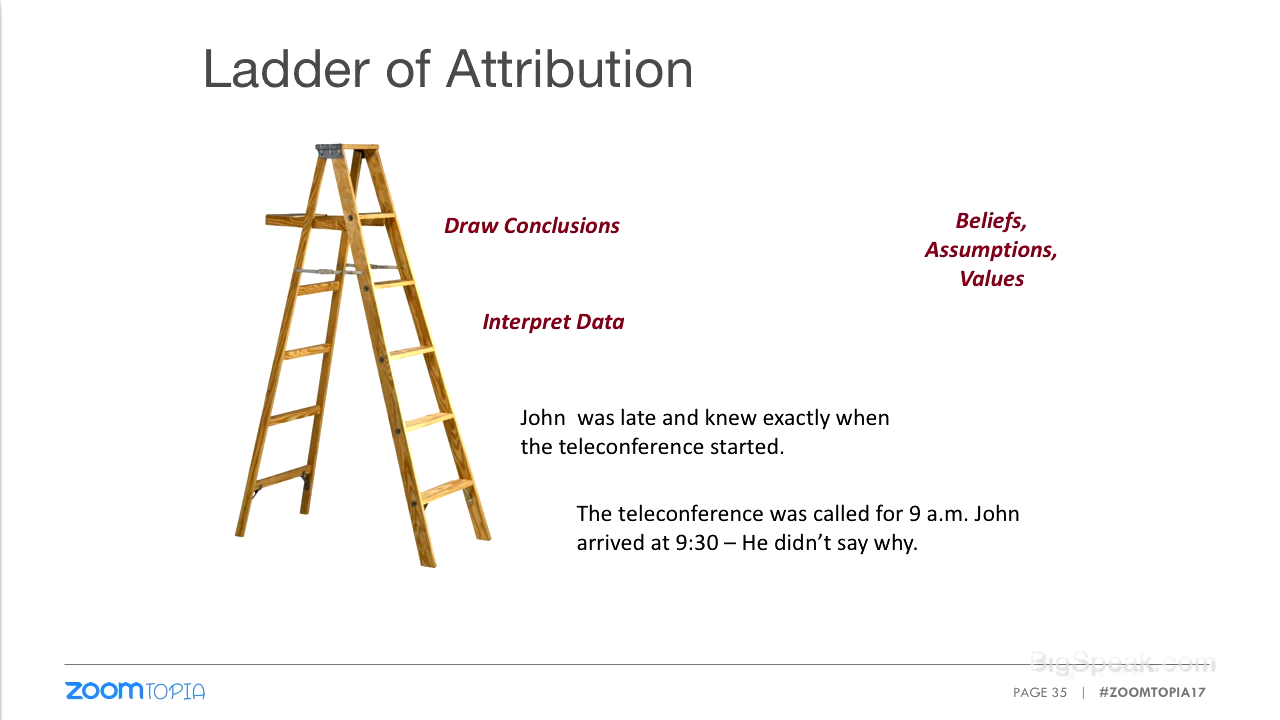 Ladder of Attribution
Draw Conclusions
Beliefs,
Assumptions,
Values
Interpret Data
John  was late and knew exactly when
the teleconference started.
The teleconference was called for 9 a.m. John
arrived at 9:30 – He didn’t say why.
BigSpeak.com
zoomTOPIA
PAGE 35 | #ZOOMTOPIA17